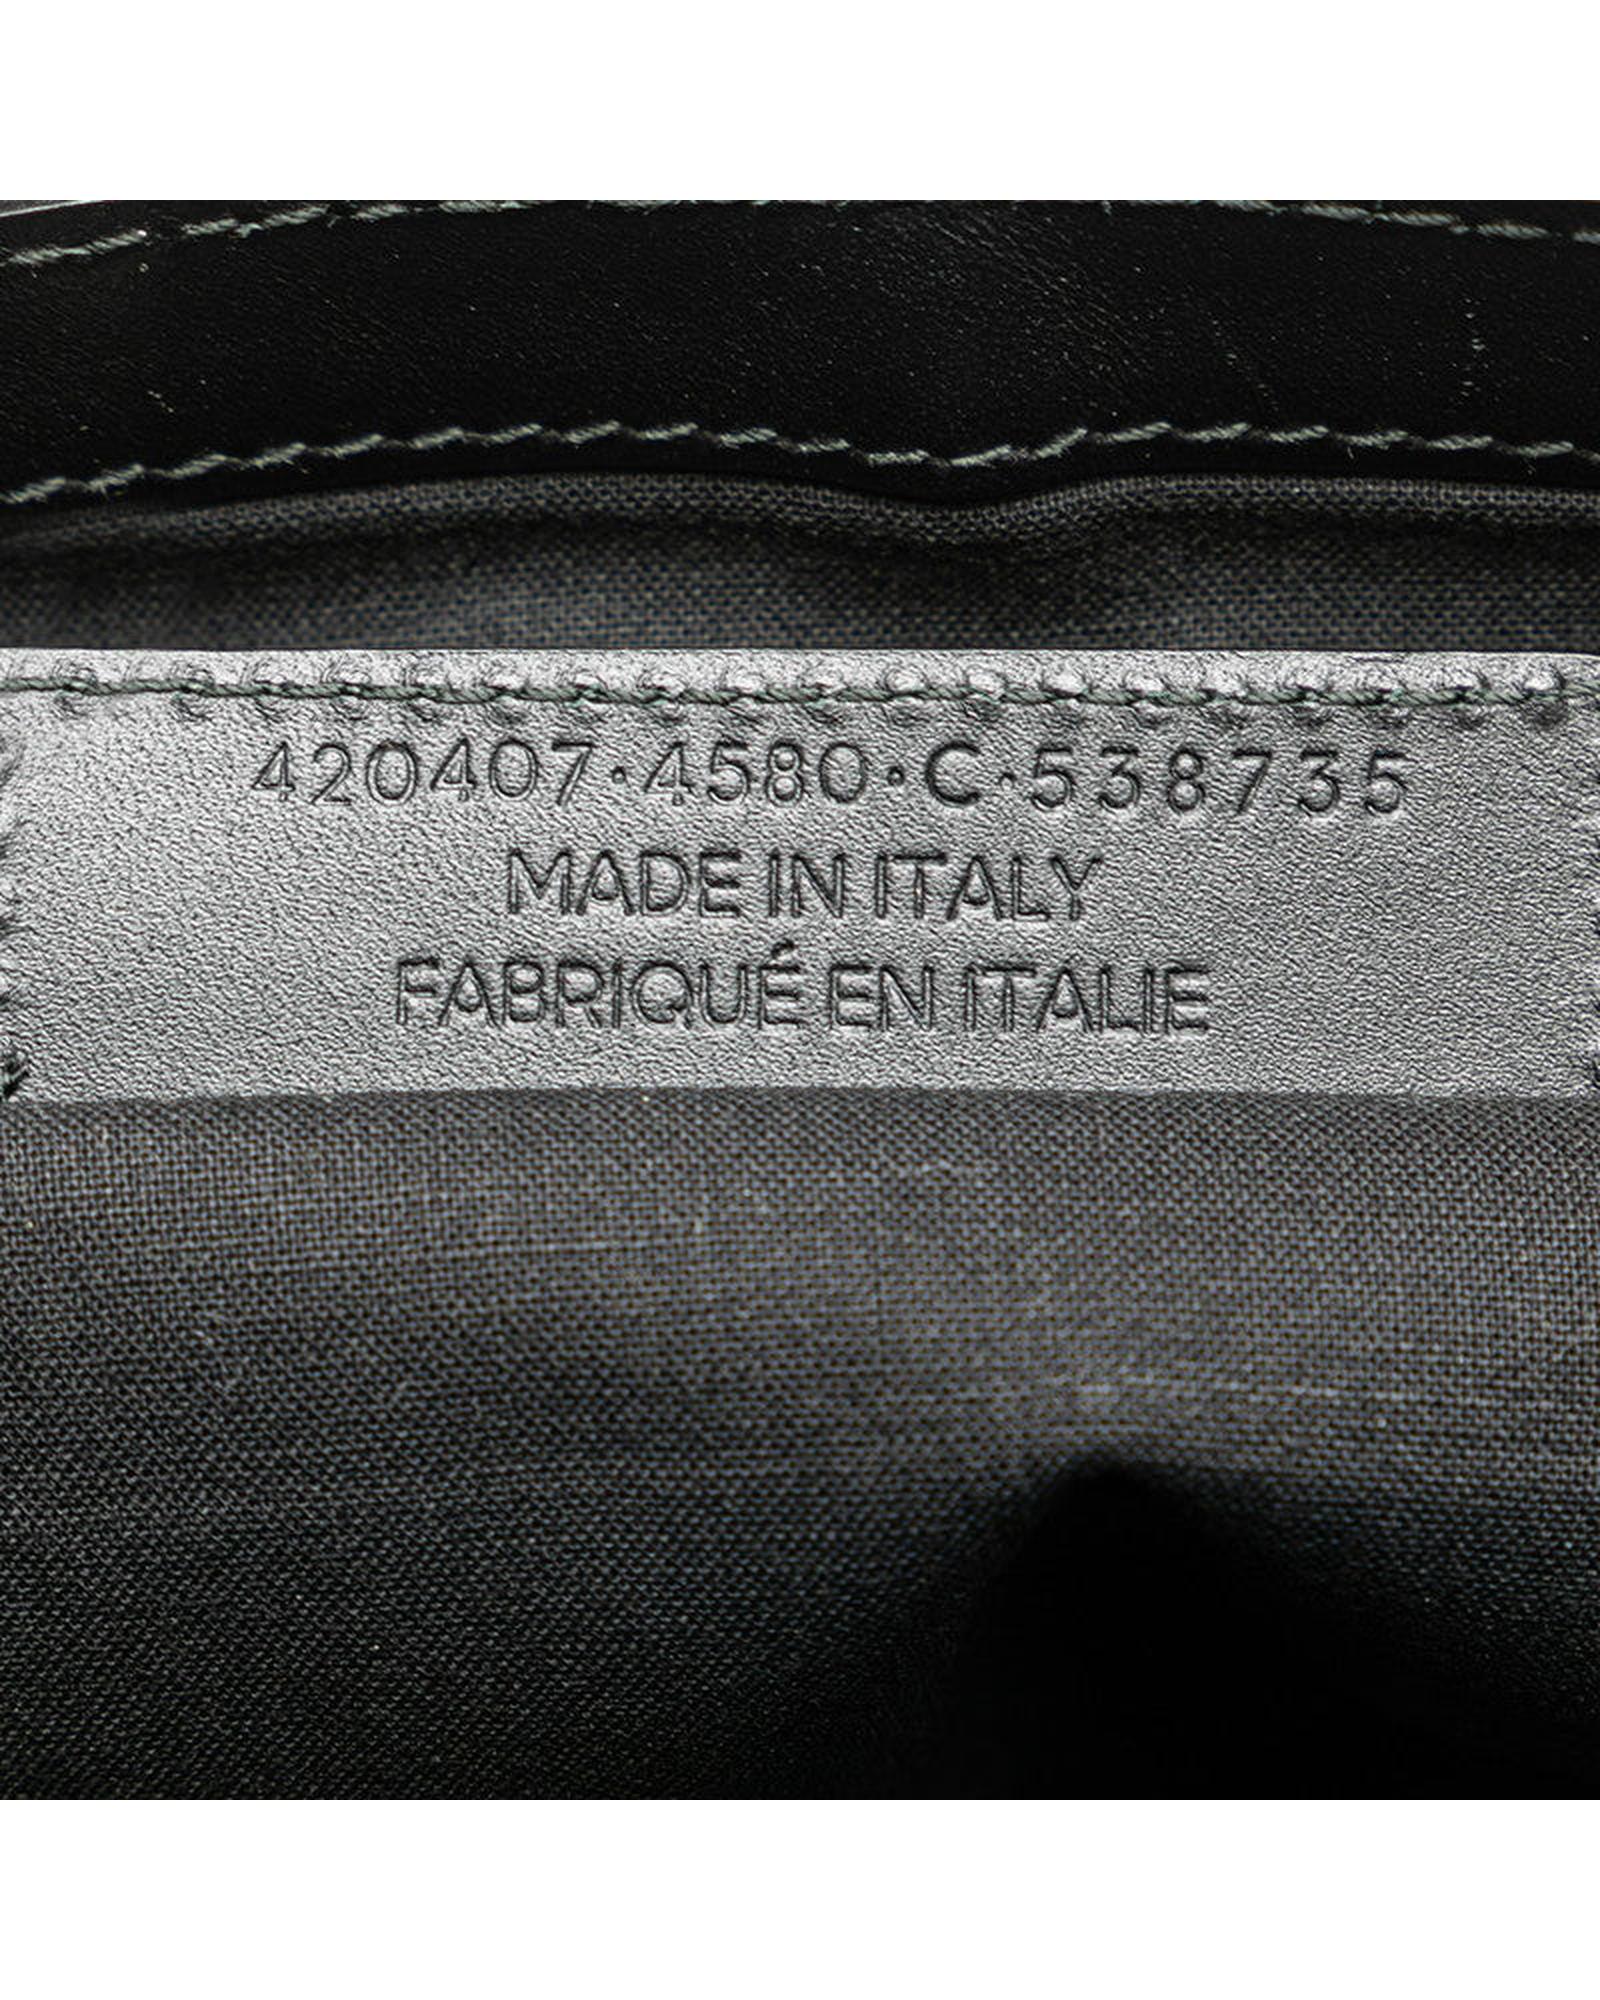 420407·4580·C·538735
MADE IN ITALY
FABRIQUÉ EN ITALIE